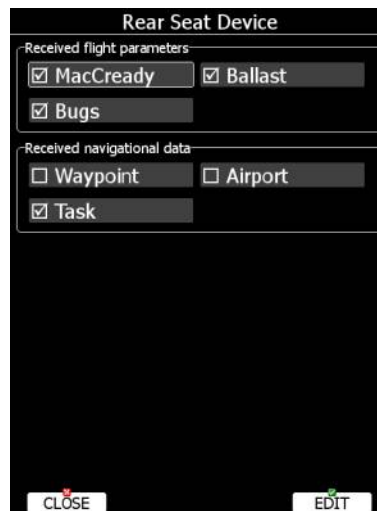 Rear Seat Device
Received flight parameters
MacCready Ballast
Bugs
Received navigational data
Waypoint Airport
Task
CLOSE EDIT